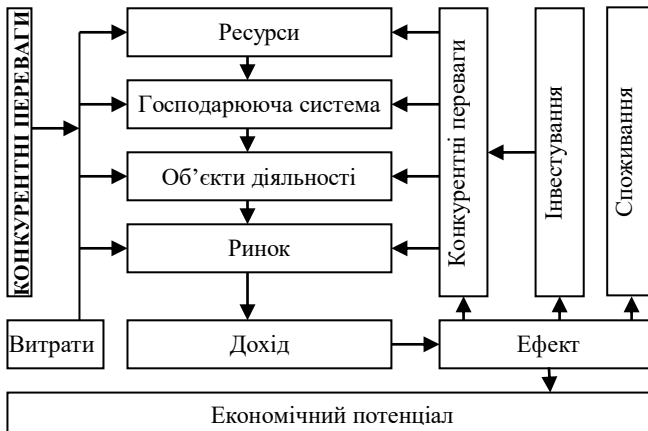 КОНКУРЕНТНІ ПЕРЕВАГИ
Ресурси
Господарююча система
Об’єкти діяльності
Ринок
Конкурентні переваги
Інвестування
Споживання
Витрати
Дохід
Ефект
Економічний потенціал